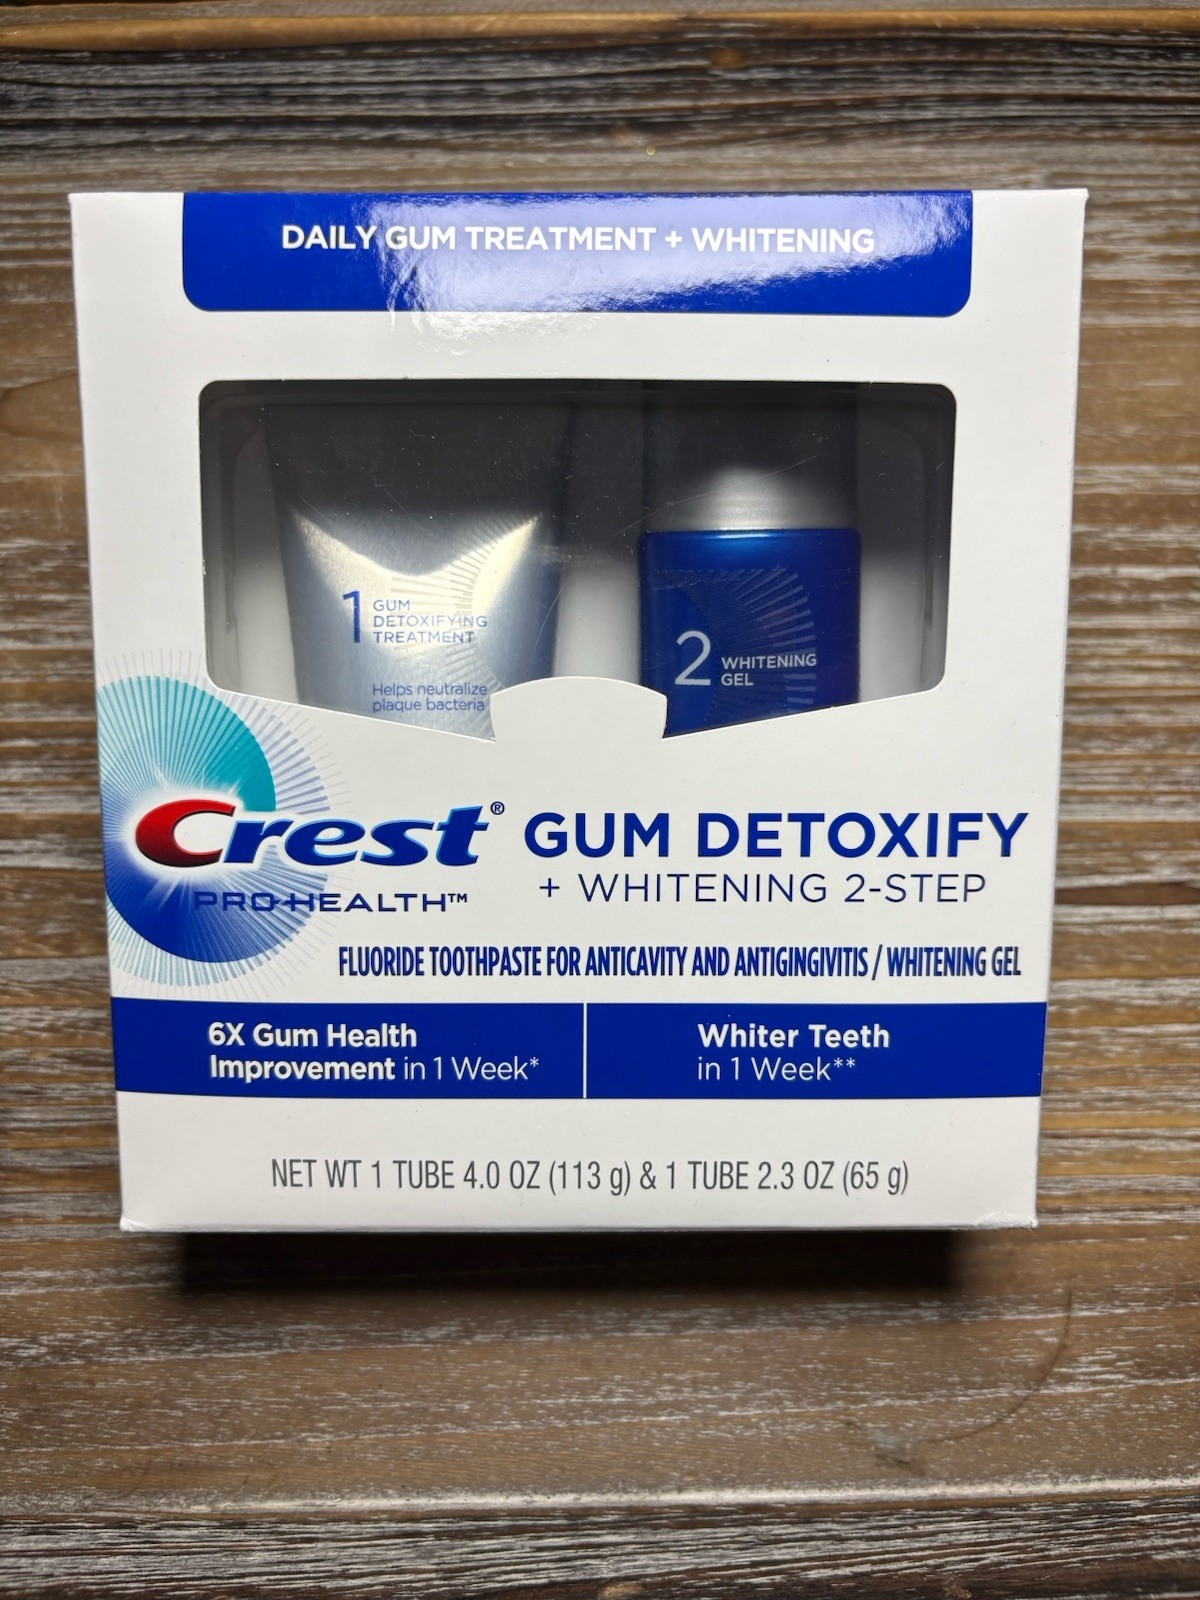 DAILY GUM TREATMENT + WHITENING
1 GUM
DETOXIFYING
TREATMENT
Helps neutralize
plaque bacteria
2 WHITENING
GEL
Crest®
PRO-HEALTH™
GUM DETOXIFY
+ WHITENING 2-STEP
FLUORIDE TOOTHPASTE FOR ANTICAVITY AND ANTIGINGIVITIS / WHITENING GEL
6X Gum Health
Improvement in 1 Week*
Whiter Teeth
in 1 Week**
NET WT 1 TUBE 4.0 OZ (113 g) & 1 TUBE 2.3 OZ (65 g)